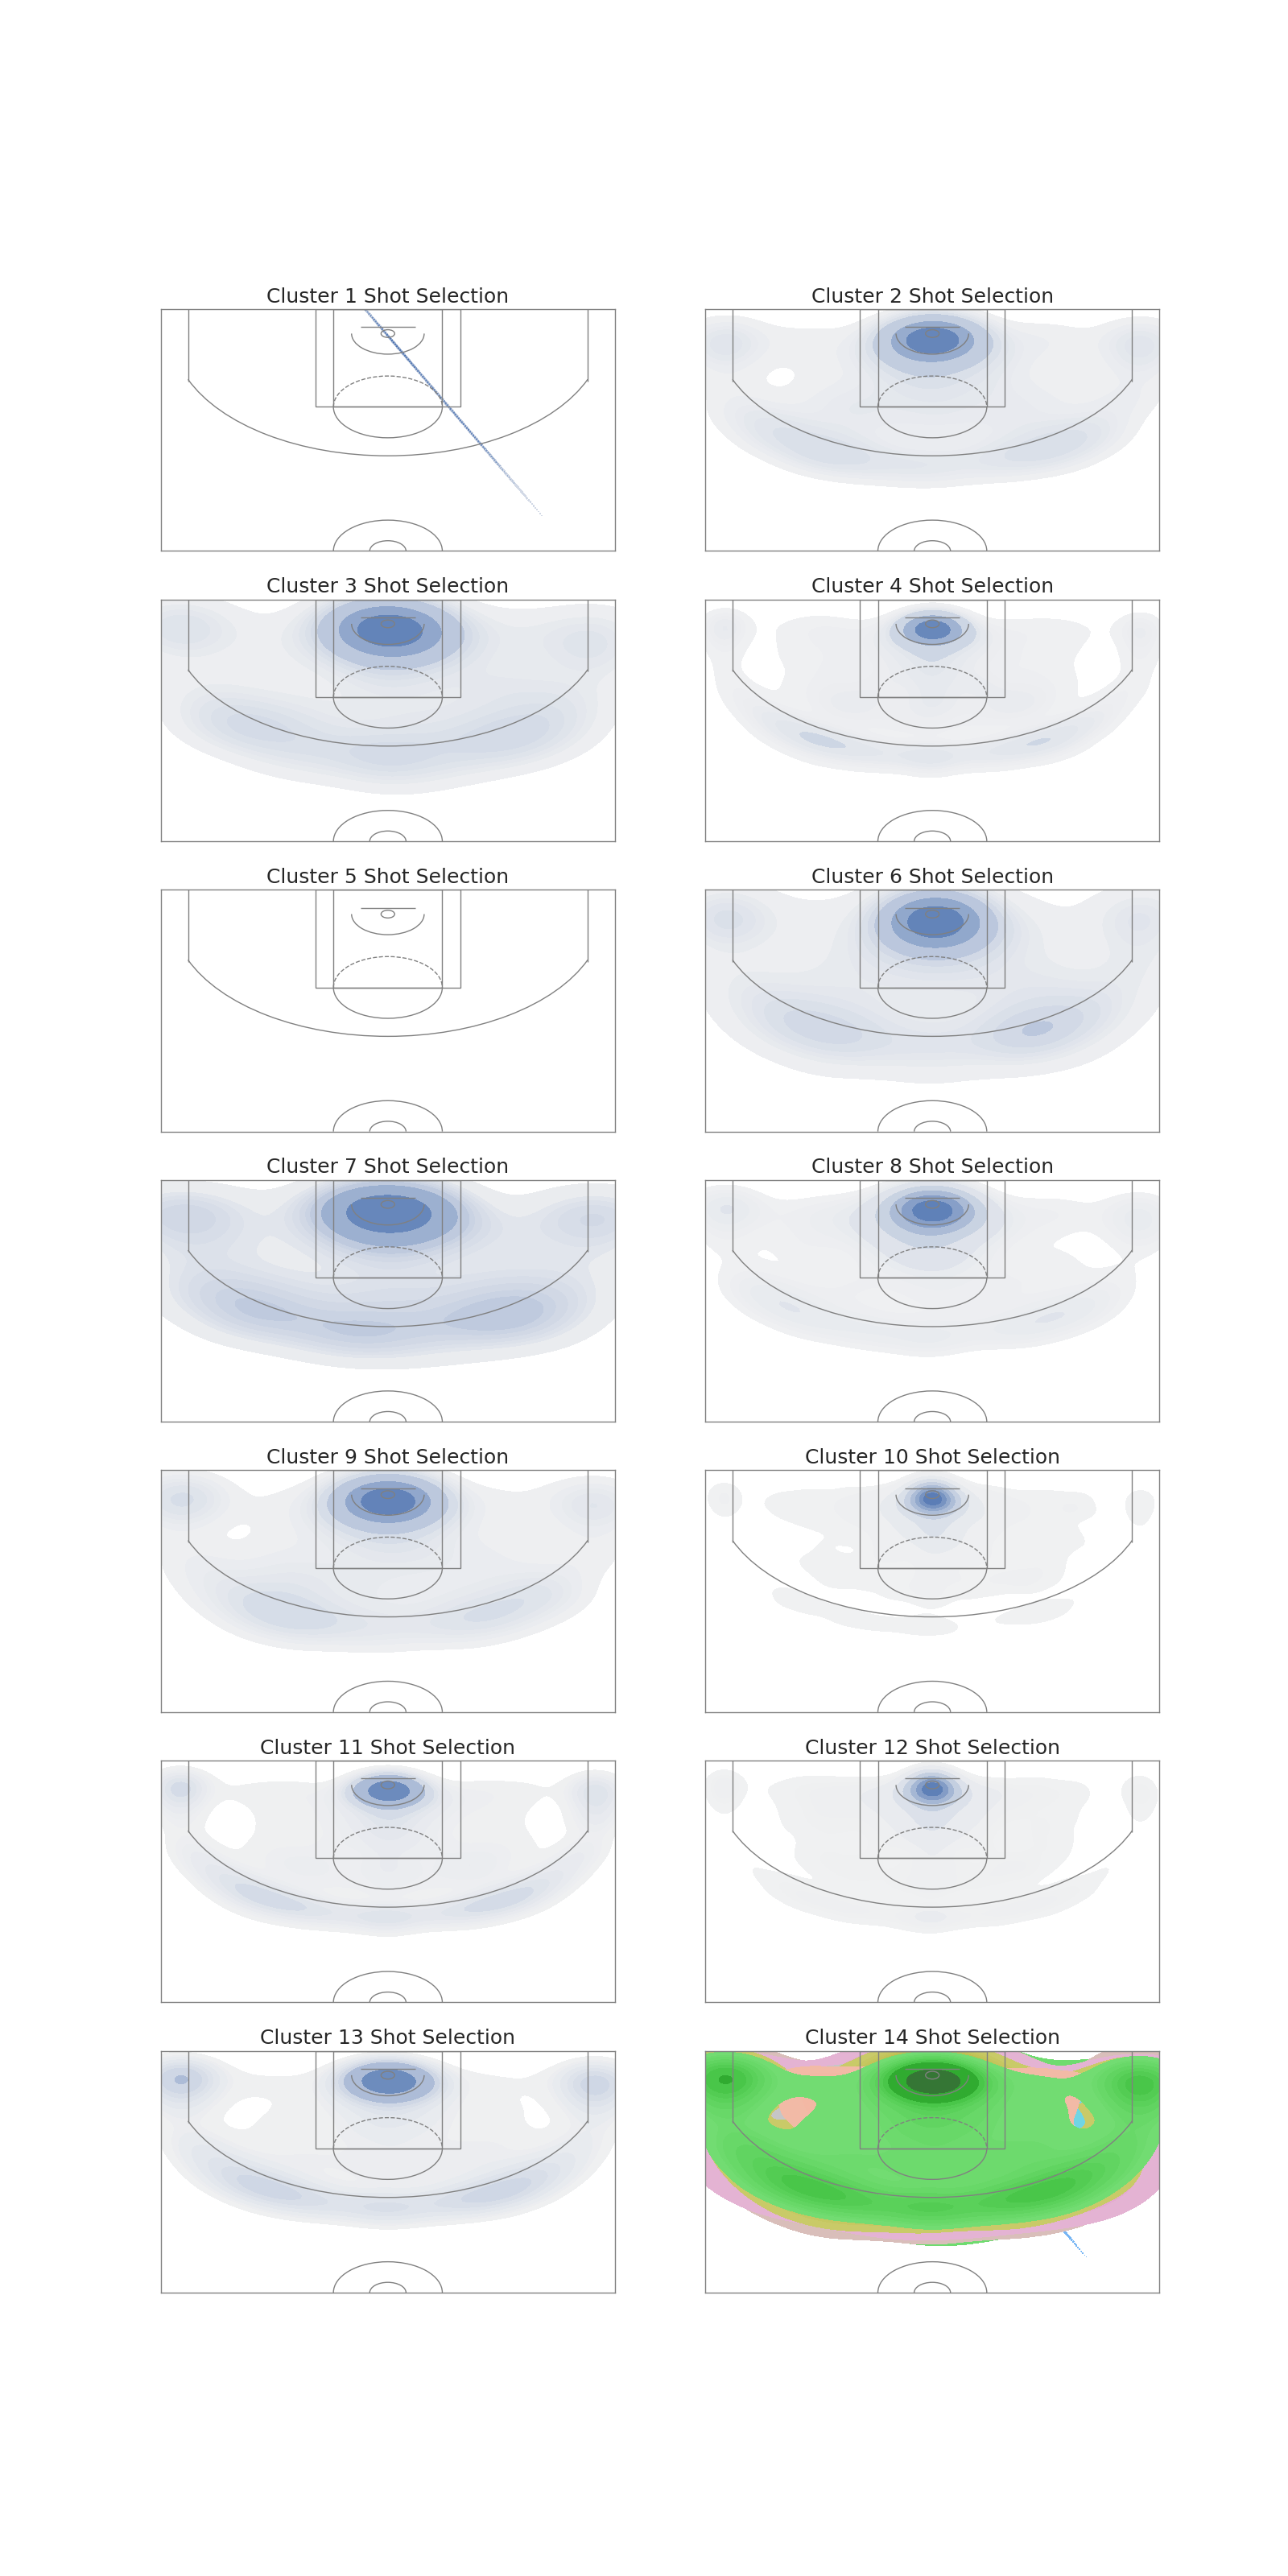 Cluster 1 Shot Selection
Cluster 2 Shot Selection
Cluster 3 Shot Selection
Cluster 4 Shot Selection
Cluster 5 Shot Selection
Cluster 6 Shot Selection
Cluster 7 Shot Selection
Cluster 8 Shot Selection
Cluster 9 Shot Selection
Cluster 10 Shot Selection
Cluster 11 Shot Selection
Cluster 12 Shot Selection
Cluster 13 Shot Selection
Cluster 14 Shot Selection